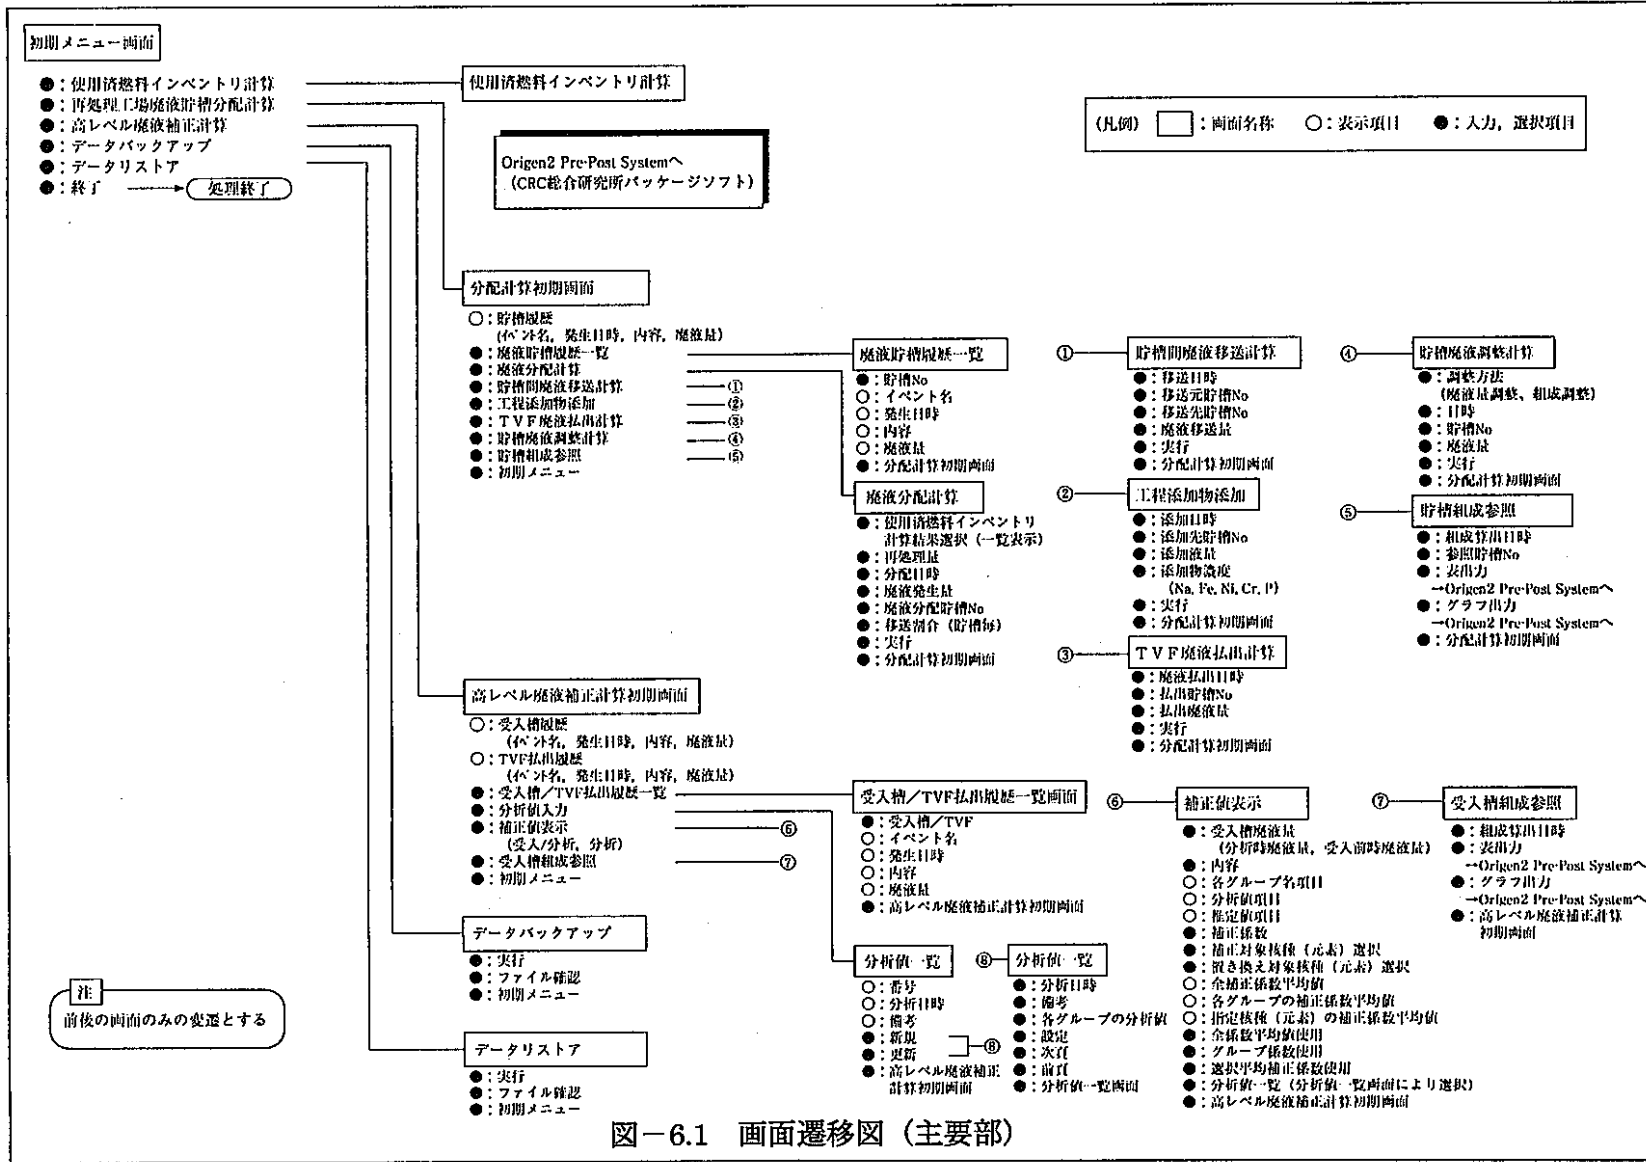 初期メニュー画面
●：使用済燃料インベントリ計算
●：再処理工場廃液貯槽分配計算
●：高レベル廃液補正計算
●：データバックアップ
●：データリストア
●：終了 処理終了
使用済燃料インベントリ計算
Origen2 Pre-Post Systemへ
（CRC総合研究所パッケージソフト）
(凡例) □：画面名称 ○：表示項目 ●：入力，選択項目
分配計算初期画面
○：貯槽履歴
(イベント名，発生日時，内容，廃液量)
●：廃液貯槽履歴一覧
●：廃液分配計算
●：貯槽間廃液移送計算 ①
●：工程添加物添加 ②
●：ＴＶＦ廃液払出計算 ③
●：貯槽廃液調整計算 ④
●：貯槽組成参照 ⑤
●：初期メニュー
廃液貯槽履歴一覧
●：貯槽No
○：イベント名
○：発生日時
○：内容
○：廃液量
●：分配計算初期画面
廃液分配計算
●：使用済燃料インベントリ
計算結果選択（一覧表示）
●：再処理量
●：分配日時
●：廃液発生量
●：廃液分配貯槽No
●：移送割合（貯槽毎）
●：実行
●：分配計算初期画面
① 貯槽間廃液移送計算
●：移送日時
●：移送元貯槽No
●：移送先貯槽No
●：廃液移送量
●：実行
●：分配計算初期画面
② 工程添加物添加
●：添加日時
●：添加先貯槽No
●：添加液量
●：添加物濃度
(Na, Fe, Ni, Cr, P)
●：実行
●：分配計算初期画面
③ ＴＶＦ廃液払出計算
●：廃液払出日時
●：払出貯槽No
●：払出廃液量
●：実行
●：分配計算初期画面
④ 貯槽廃液調整計算
●：調整方法
(廃液量調整、組成調整)
●：日時
●：貯槽No
●：廃液量
●：実行
●：分配計算初期画面
⑤ 貯槽組成参照
●：組成算出日時
●：参照貯槽No
●：表出力
→Origen2 Pre-Post Systemへ
●：グラフ出力
→Origen2 Pre-Post Systemへ
●：分配計算初期画面
高レベル廃液補正計算初期画面
○：受入槽履歴
(イベント名，発生日時，内容，廃液量)
○：TVF払出履歴
(イベント名，発生日時，内容，廃液量)
●：受入槽／TVF払出履歴一覧
●：分析値入力
●：補正値表示 ⑥
(受入/分析，分析)
●：受入槽組成参照 ⑦
●：初期メニュー
受入槽／TVF払出履歴一覧画面
●：受入槽／TVF
○：イベント名
○：発生日時
○：内容
○：廃液量
●：高レベル廃液補正計算初期画面
分析値一覧
○：番号
○：分析日時
○：備考
●：新規
●：更新 ⑧
●：高レベル廃液補正
計算初期画面
⑧ 分析値一覧
●：分析日時
●：備考
●：各グループの分析値
●：設定
●：次頁
●：前頁
●：分析値一覧画面
⑥ 補正値表示
●：受入槽廃液量
(分析時廃液量，受入前時廃液量)
●：内容
○：各グループ名項目
○：分析値項目
○：推定値項目
●：補正係数
●：補正対象核種（元素）選択
●：置き換え対象核種（元素）選択
○：全補正係数平均値
○：各グループの補正係数平均値
○：指定核種（元素）の補正係数平均値
●：全係数平均値使用
●：グループ係数使用
●：選択平均補正係数使用
●：分析値一覧（分析値一覧画面により選択）
●：高レベル廃液補正計算初期画面
⑦ 受入槽組成参照
●：組成算出日時
●：表出力
→Origen2 Pre-Post Systemへ
●：グラフ出力
→Origen2 Pre-Post Systemへ
●：高レベル廃液補正計算
初期画面
データバックアップ
●：実行
●：ファイル確認
●：初期メニュー
データリストア
●：実行
●：ファイル確認
●：初期メニュー
注
前後の画面のみの変遷とする
図－6.1 画面遷移図（主要部）